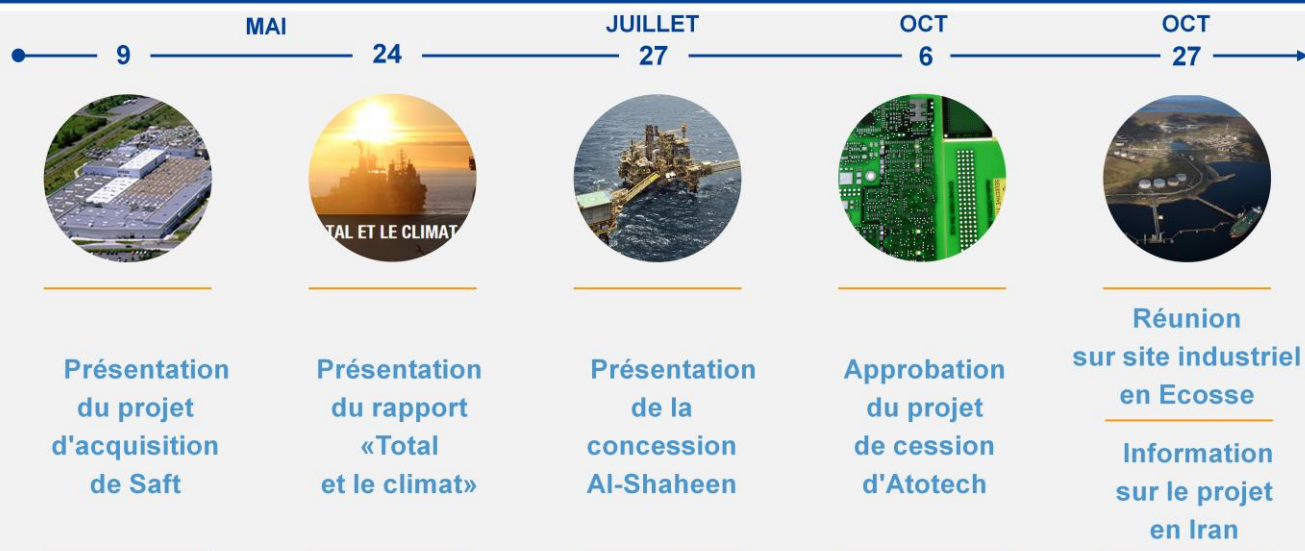 MAI
JUILLET
OCT
OCT
9
24
27
6
27
TAL ET LE CLIMAT
Présentation
du projet
d'acquisition
de Saft
Présentation
du rapport
«Total
et le climat»
Présentation
de la
concession
Al-Shaheen
Approbation
du projet
de cession
d'Atotech
Réunion
sur site industriel
en Ecosse
Information
sur le projet
en Iran